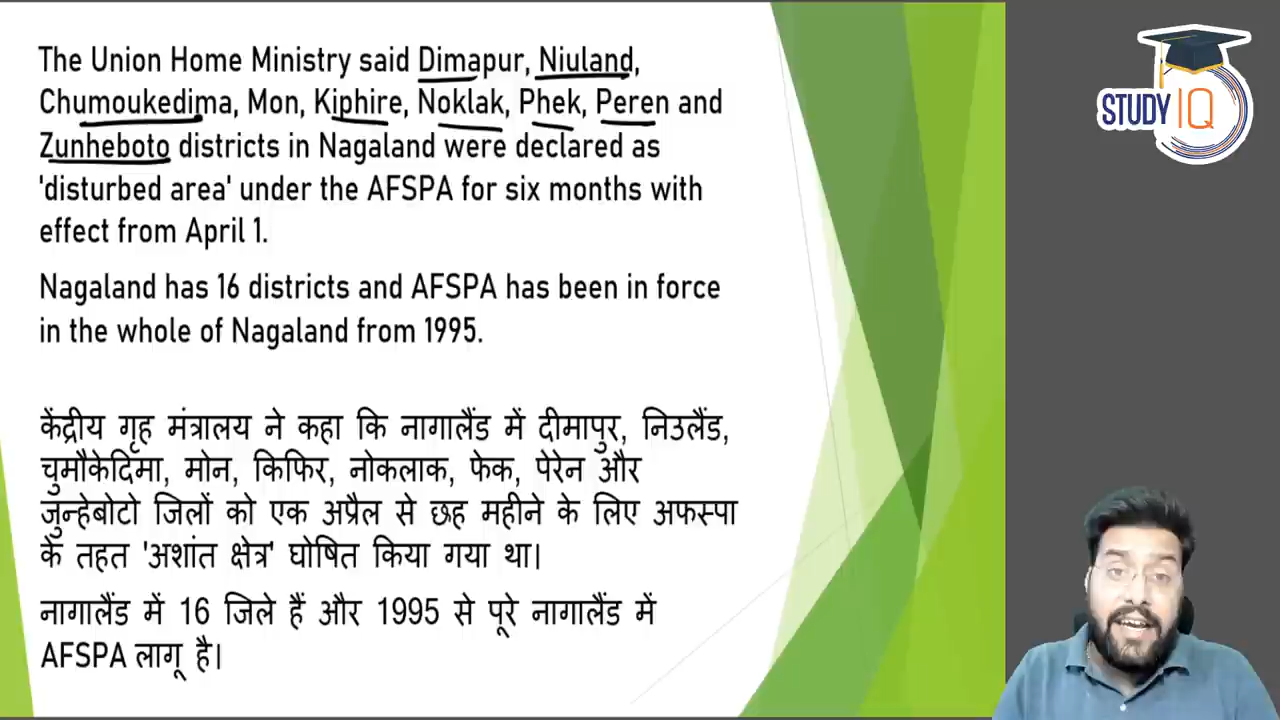 The Union Home Ministry said Dimapur, Niuland,
Chumoukedima, Mon, Kiphire, Noklak, Phek, Peren and
Zunheboto districts in Nagaland were declared as
'disturbed area' under the AFSPA for six months with
effect from April 1.
Nagaland has 16 districts and AFSPA has been in force
in the whole of Nagaland from 1995.
केंद्रीय गृह मंत्रालय ने कहा कि नागालैंड में दीमापुर, निउलैंड,
चुमौकेदिमा, मोन, किफिर, नोकलाक, फेक, पेरेन और
जुन्हेबोटो जिलों को एक अप्रैल से छह महीने के लिए अफस्पा
के तहत 'अशांत क्षेत्र' घोषित किया गया था।
नागालैंड में 16 जिले हैं और 1995 से पूरे नागालैंड में
AFSPA लागू है।
STUDY IQ